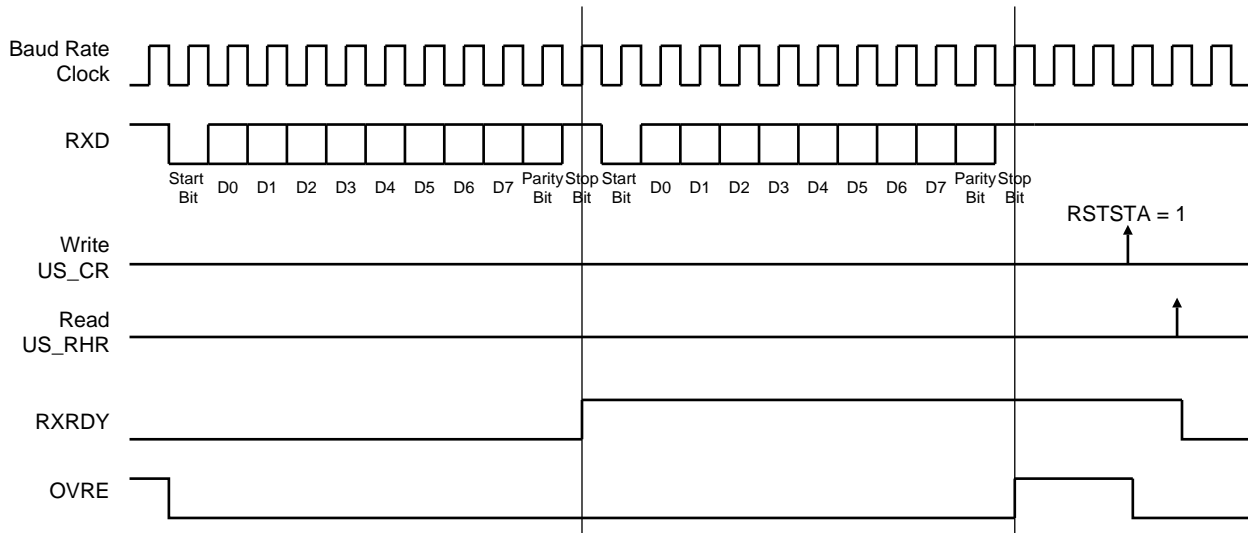 Baud Rate
Clock
RXD
Start
Bit
D0
D1
D2
D3
D4
D5
D6
D7
Parity
Bit
Stop
Bit
Start
Bit
D0
D1
D2
D3
D4
D5
D6
D7
Parity
Bit
Stop
Bit
RSTSTA = 1
Write
US_CR
Read
US_RHR
RXRDY
OVRE